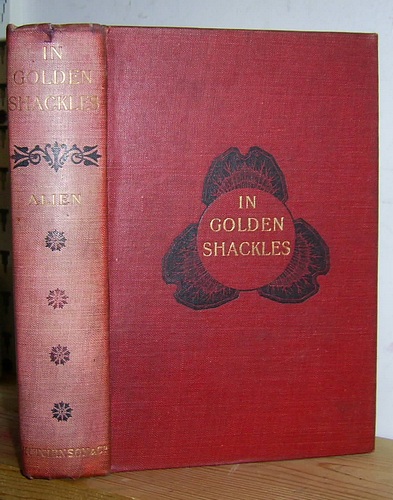 IN
GOLDEN
SHACKLES
ALIEN
IN
GOLDEN
SHACKLES